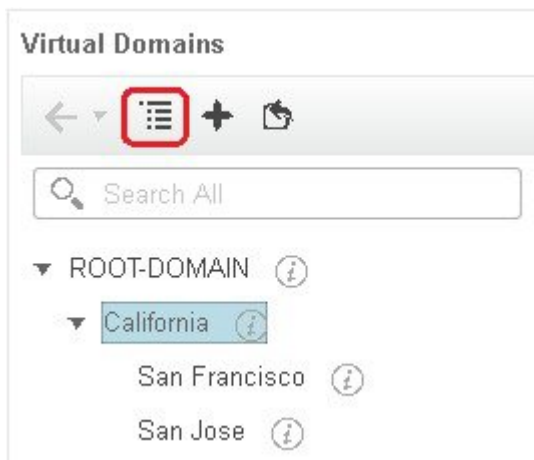 Virtual Domains
Search All
ROOT-DOMAIN
California
San Francisco
San Jose